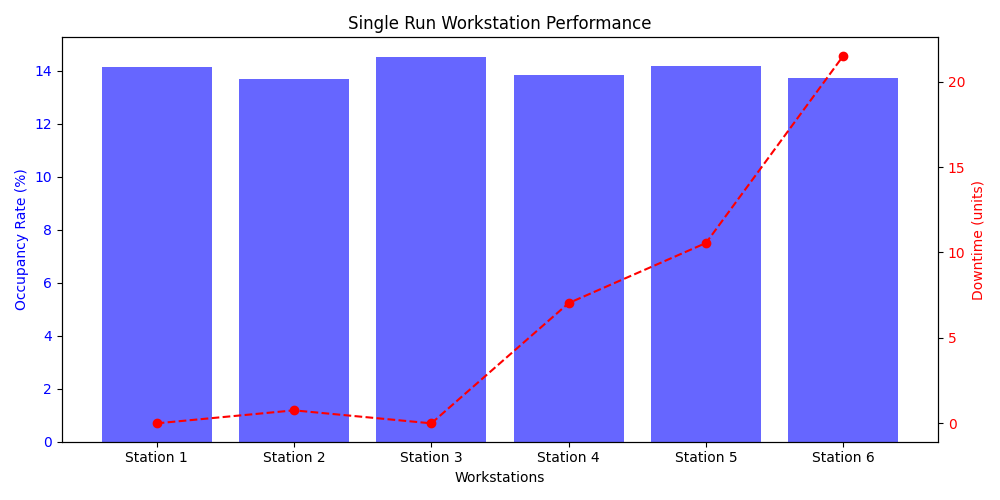 Single Run Workstation Performance
Occupancy Rate (%)
14
12
10
8
6
4
2
0
20
15
10
5
0
Downtime (units)
Station 1 Station 2 Station 3 Station 4 Station 5 Station 6
Workstations